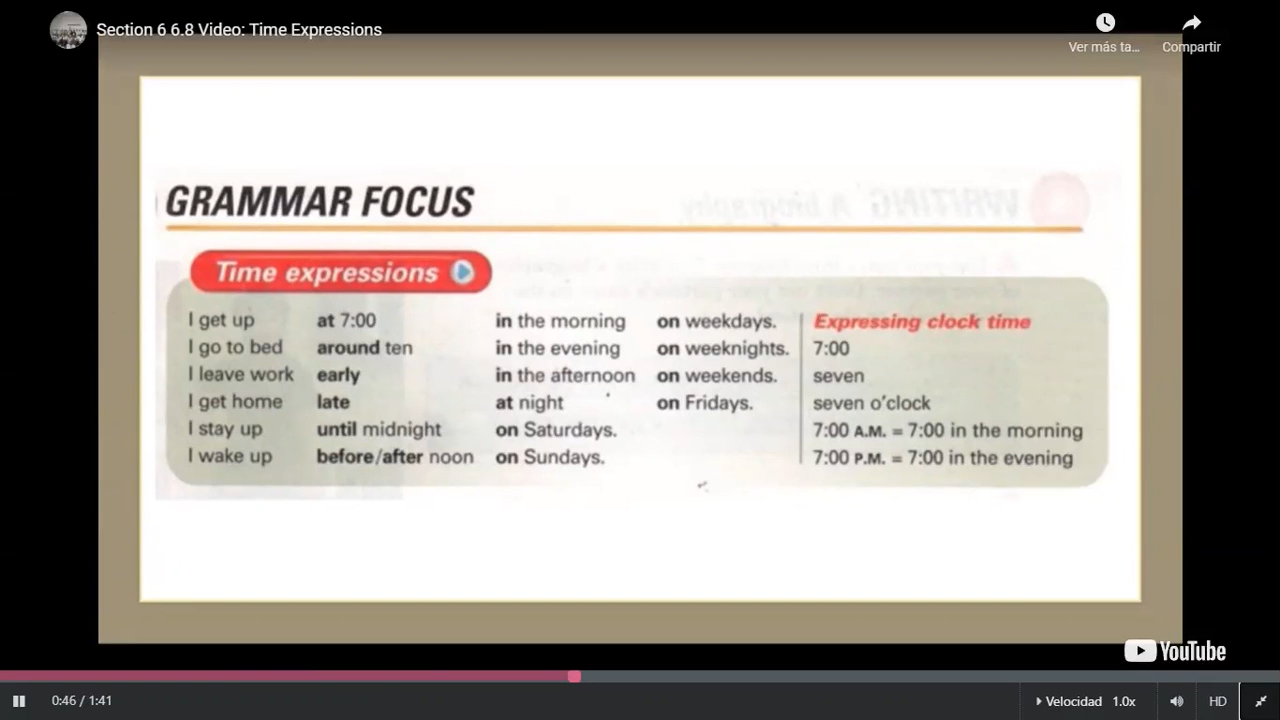 Section 6 6.8 Video: Time Expressions
Ver más ta...
Compartir
GRAMMAR FOCUS
WRITING A biography
Time expressions
I get up at 7:00 in the morning on weekdays.
I go to bed around ten in the evening on weeknights.
I leave work early in the afternoon on weekends.
I get home late at night on Fridays.
I stay up until midnight on Saturdays.
I wake up before/after noon on Sundays.
Expressing clock time
7:00
seven
seven o'clock
7:00 A.M. = 7:00 in the morning
7:00 P.M. = 7:00 in the evening
YouTube
0:46 / 1:41
Velocidad 1.0x
HD